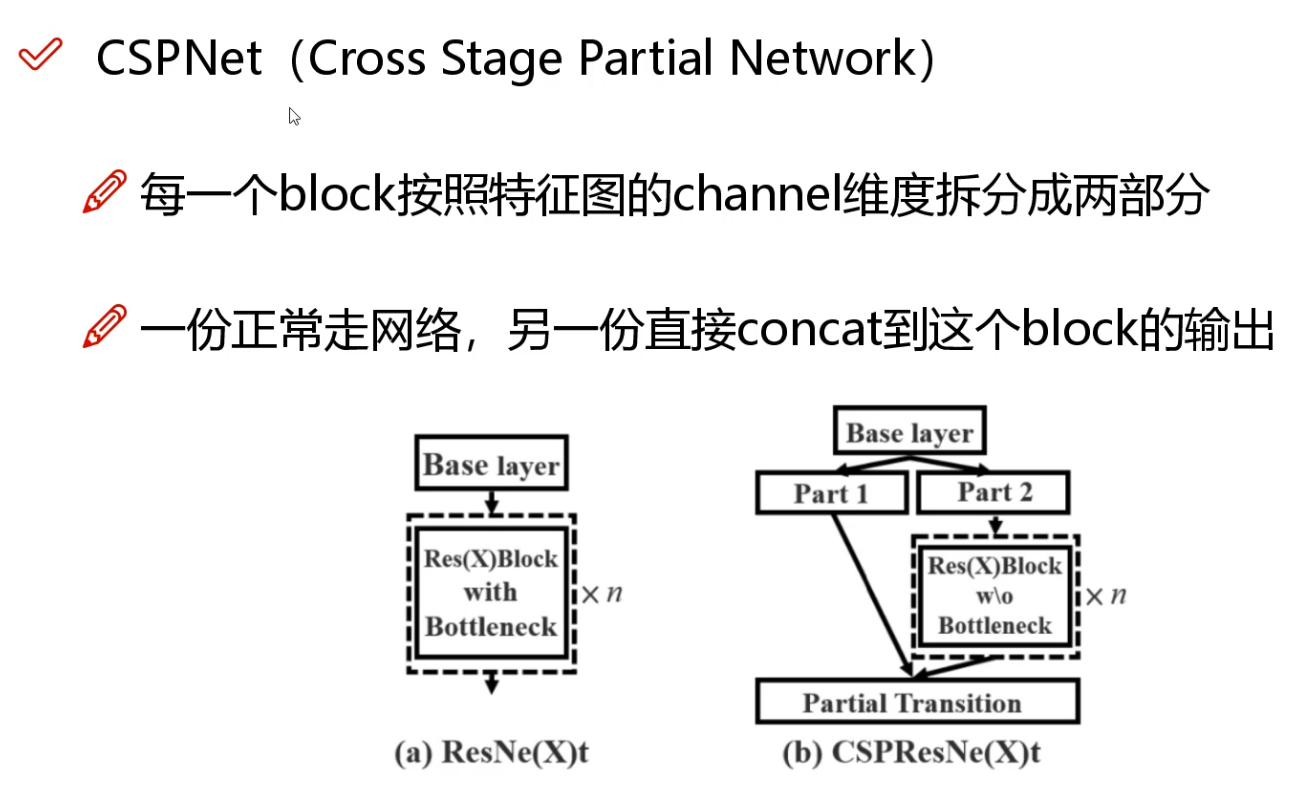 CSPNet（Cross Stage Partial Network）
每一个block按照特征图的channel维度拆分成两部分
一份正常走网络，另一份直接concat到这个block的输出
Base layer
Res(X)Block
with
Bottleneck
× n
(a) ResNe(X)t
Base layer
Part 1
Part 2
Res(X)Block
w\o
Bottleneck
× n
Partial Transition
(b) CSPResNe(X)t